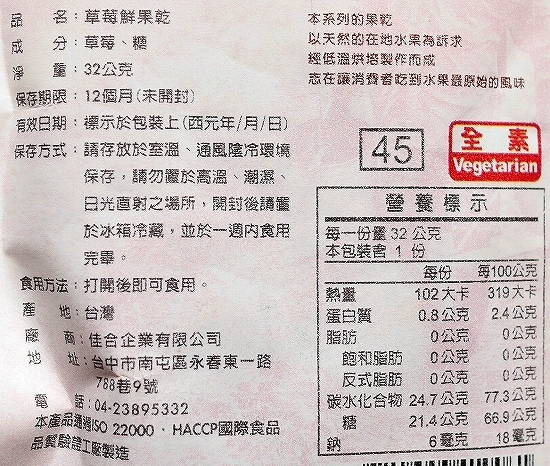 品　　名：草莓鮮果乾
成　　分：草莓、糖
淨　　重：32公克
保存期限：12個月(未開封)
有效日期：標示於包裝上(西元年/月/日)
保存方式：請存放於室溫、通風陰冷環境
保存，請勿置於高溫、潮濕、
日光直射之場所，開封後請置
於冰箱冷藏，並於一週內食用
完畢。
食用方法：打開後即可食用。
產　　地：台灣
廠　　商：佳合企業有限公司
地　　址：台中市南屯區永春東一路
788巷9號
電　　話：04-23895332
本產品通過ISO 22000、HACCP國際食品
品質驗證工廠製造
本系列的果乾
以天然的在地水果為訴求
經低溫烘培製作而成
志在讓消費者吃到水果最原始的風味
45
全素
Vegetarian
營養標示
每一份量 32 公克
本包裝含 1 份
每份　每100公克
熱量　102大卡　319大卡
蛋白質　0.8公克　2.4公克
脂肪　0公克　0公克
飽和脂肪　0公克　0公克
反式脂肪　0公克　0公克
碳水化合物　24.7公克　77.3公克
糖　21.4公克　66.9公克
鈉　6毫克　18毫克